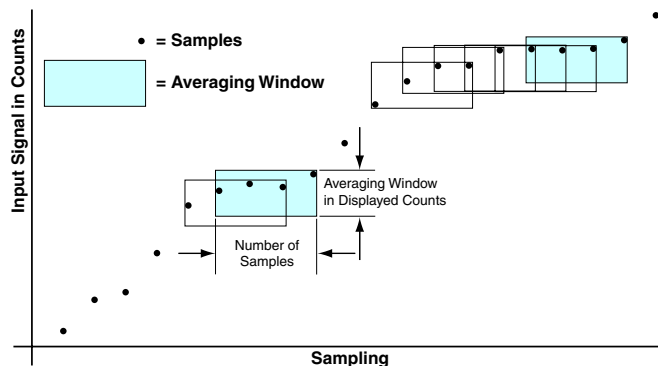 = Samples
= Averaging Window
Input Signal in Counts
Averaging Window
in Displayed Counts
Number of
Samples
Sampling